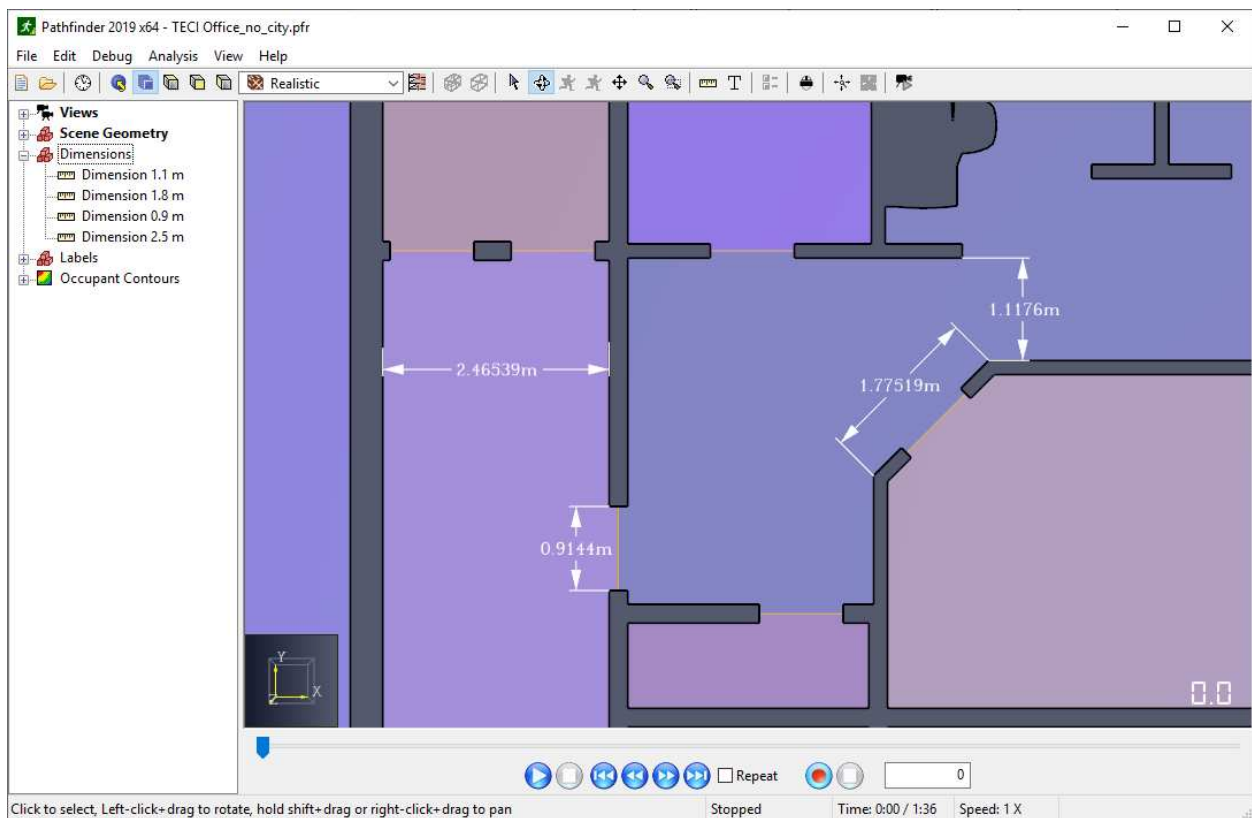 Pathfinder 2019 x64 - TECI Office_no_city.pfr
File Edit Debug Analysis View Help
Realistic
Views
Scene Geometry
Dimensions
Dimension 1.1 m
Dimension 1.8 m
Dimension 0.9 m
Dimension 2.5 m
Labels
Occupant Contours
1.1176m
2.46539m
1.77519m
0.9144m
Y
X
Z
0.0
Repeat
0
Click to select, Left-click+drag to rotate, hold shift+drag or right-click+drag to pan Stopped Time: 0:00 / 1:36 Speed: 1 X